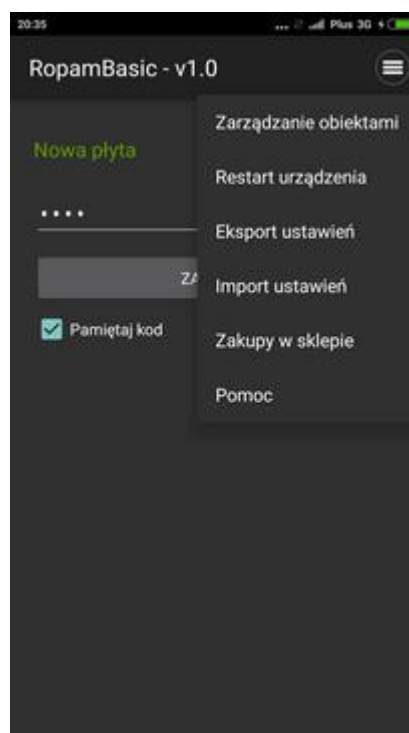 20:35 ... Plus 3G
RopamBasic - v1.0
Zarządzanie obiektami
Nowa płyta
Restart urządzenia
....
Eksport ustawień
ZA
Import ustawień
Pamiętaj kod
Zakupy w sklepie
Pomoc